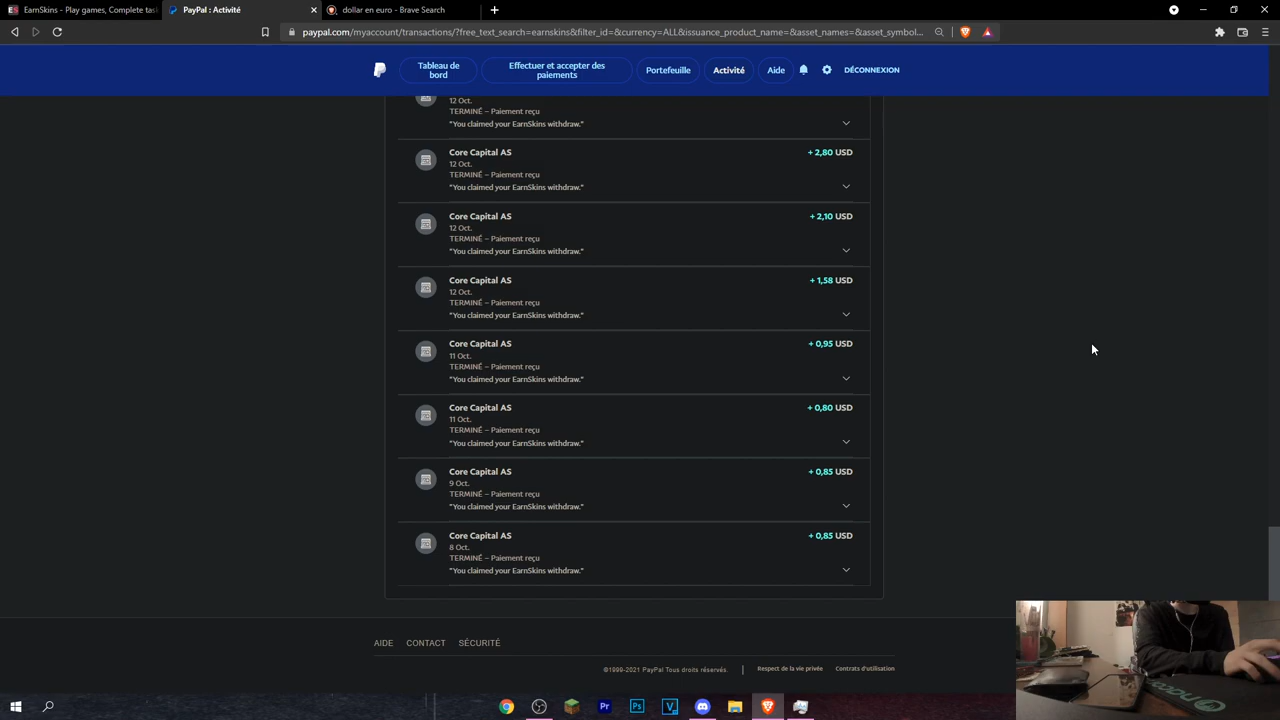 EarnSkins - Play games, Complete tas
PayPal : Activité
dollar en euro - Brave Search
paypal.com/myaccount/transactions/?free_text_search=earnskins&filter_id=&currency=ALL&issuance_product_name=&asset_names=&asset_symbol...
Tableau de
bord
Effectuer et accepter des
paiements
Portefeuille
Activité
Aide
DÉCONNEXION
12 Oct.
TERMINÉ – Paiement reçu
"You claimed your EarnSkins withdraw."
Core Capital AS + 2,80 USD
12 Oct.
TERMINÉ – Paiement reçu
"You claimed your EarnSkins withdraw."
Core Capital AS + 2,10 USD
12 Oct.
TERMINÉ – Paiement reçu
"You claimed your EarnSkins withdraw."
Core Capital AS + 1,58 USD
12 Oct.
TERMINÉ – Paiement reçu
"You claimed your EarnSkins withdraw."
Core Capital AS + 0,95 USD
11 Oct.
TERMINÉ – Paiement reçu
"You claimed your EarnSkins withdraw."
Core Capital AS + 0,80 USD
11 Oct.
TERMINÉ – Paiement reçu
"You claimed your EarnSkins withdraw."
Core Capital AS + 0,85 USD
9 Oct.
TERMINÉ – Paiement reçu
"You claimed your EarnSkins withdraw."
Core Capital AS + 0,85 USD
8 Oct.
TERMINÉ – Paiement reçu
"You claimed your EarnSkins withdraw."
AIDE CONTACT SÉCURITÉ
©1999-2021 PayPal Tous droits réservés. | Respect de la vie privée Contrats d'utilisation